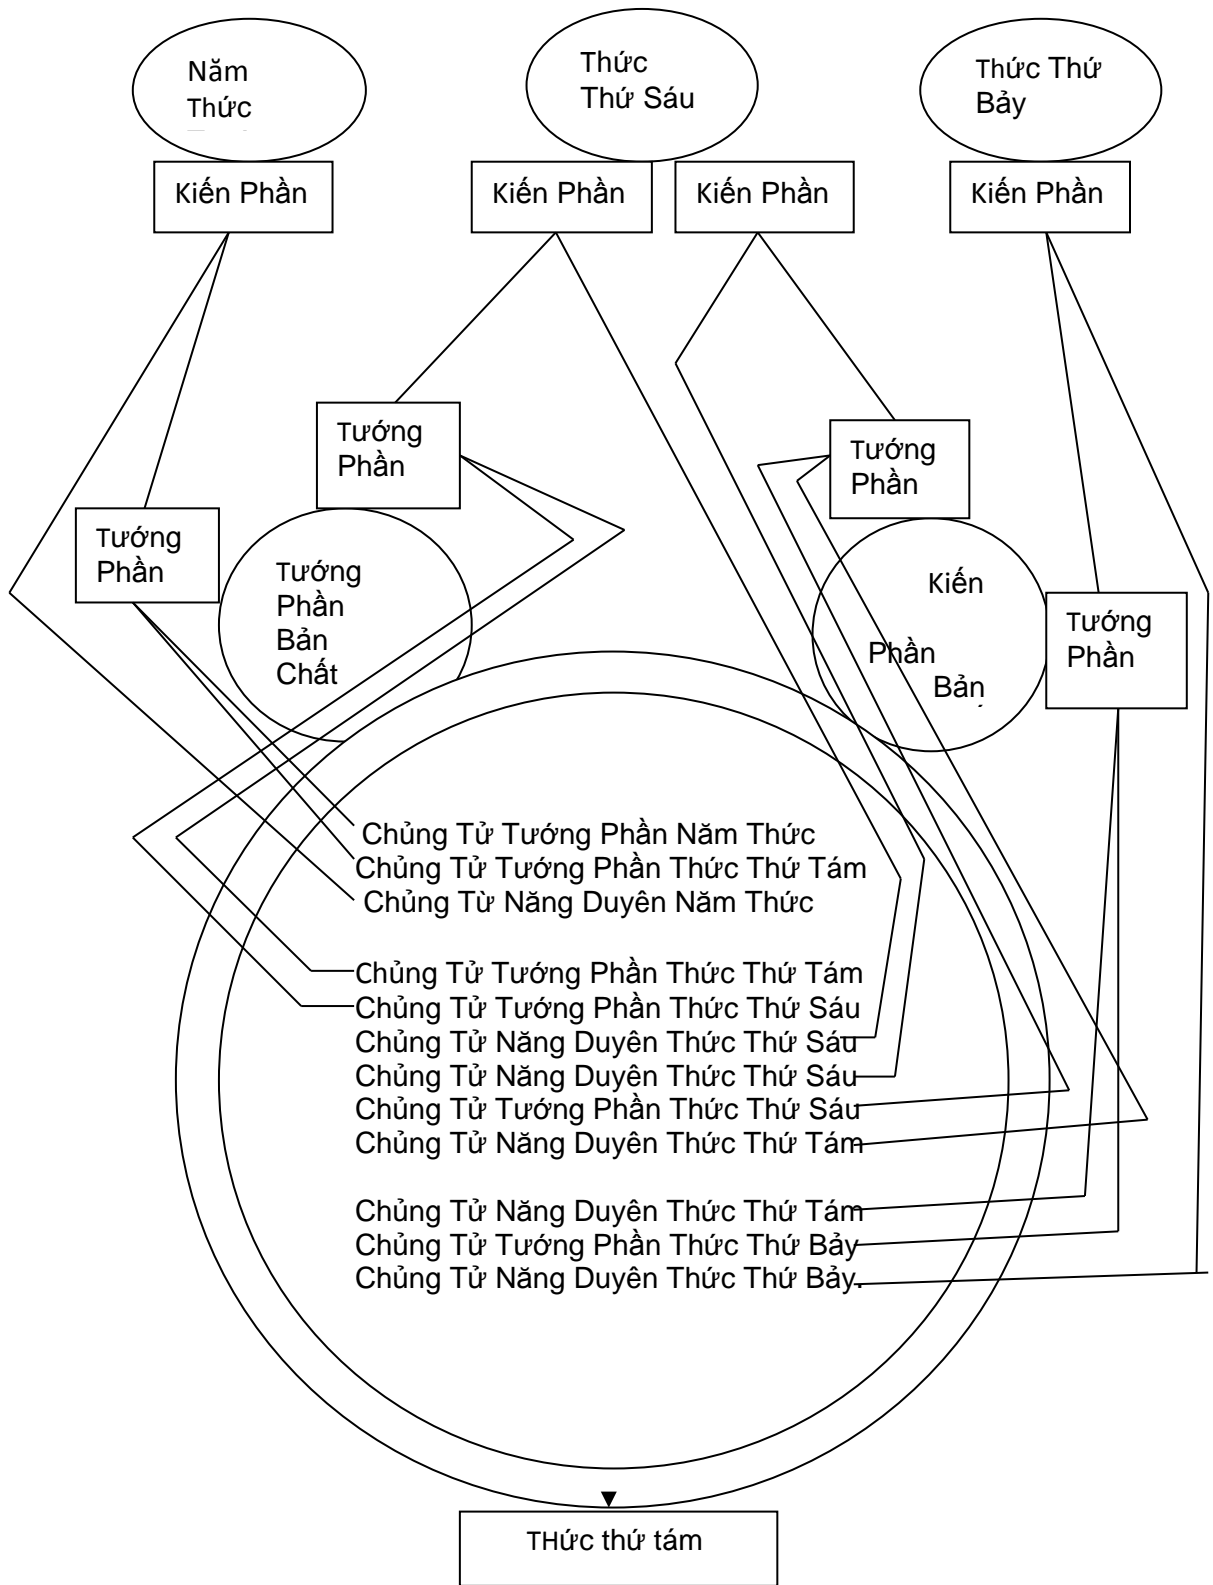 Năm
Thức
Thức
Thứ Sáu
Thức Thứ
Bảy
Kiến Phần
Kiến Phần
Kiến Phần
Kiến Phần
Tướng
Phần
Tướng
Phần
Tướng
Phần
Tướng
Phần
Bản
Chất
Kiến
Phần
Bản
Tướng
Phần
Chủng Tử Tướng Phần Năm Thức
Chủng Tử Tướng Phần Thức Thứ Tám
Chủng Từ Năng Duyên Năm Thức
Chủng Tử Tướng Phần Thức Thứ Tám
Chủng Tử Tướng Phần Thức Thứ Sáu
Chủng Tử Năng Duyên Thức Thứ Sáu
Chủng Tử Năng Duyên Thức Thứ Sáu
Chủng Tử Tướng Phần Thức Thứ Sáu
Chủng Tử Năng Duyên Thức Thứ Tám
Chủng Tử Năng Duyên Thức Thứ Tám
Chủng Tử Tướng Phần Thức Thứ Bảy
Chủng Tử Năng Duyên Thức Thứ Bảy.
THức thứ tám